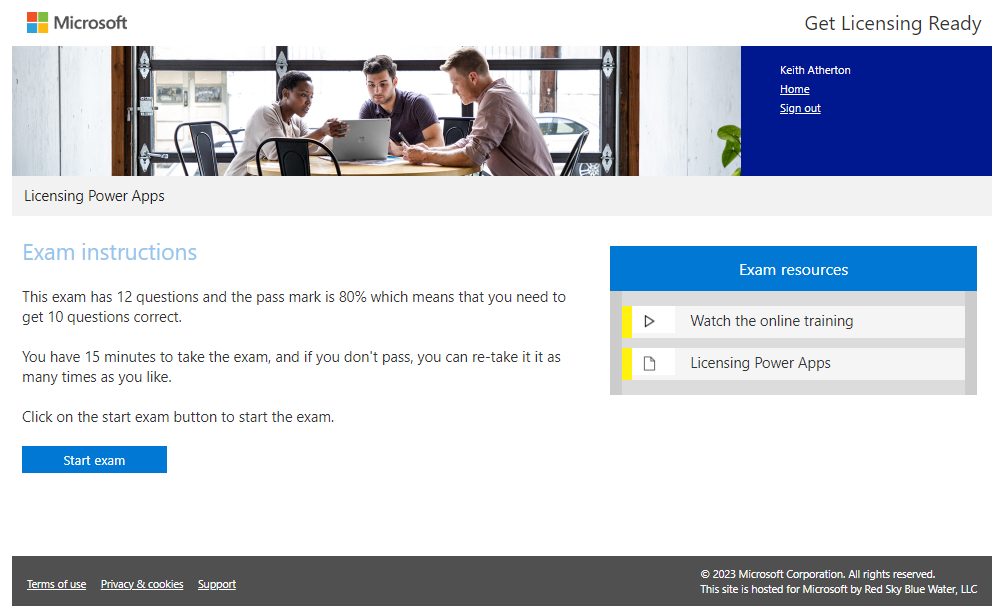 Microsoft
Get Licensing Ready
Keith Atherton
Home
Sign out
Licensing Power Apps
Exam instructions
This exam has 12 questions and the pass mark is 80% which means that you need to
get 10 questions correct.
You have 15 minutes to take the exam, and if you don't pass, you can re-take it it as
many times as you like.
Click on the start exam button to start the exam.
Start exam
Exam resources
Watch the online training
Licensing Power Apps
Terms of use
Privacy & cookies
Support
© 2023 Microsoft Corporation. All rights reserved.
This site is hosted for Microsoft by Red Sky Blue Water, LLC